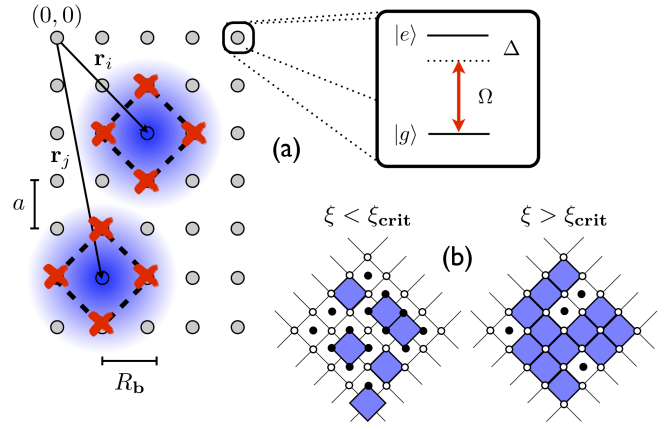 (0, 0)
r_i
r_j
a
R_b
(a)
|e⟩
Δ
Ω
|g⟩
ξ < ξ_crit
ξ > ξ_crit
(b)